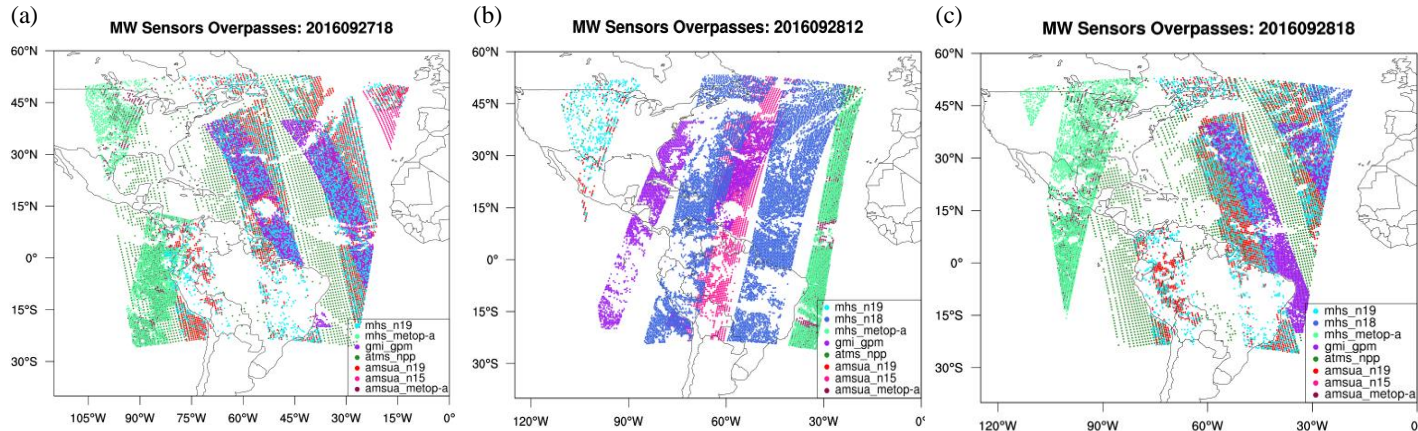 (a)
MW Sensors Overpasses: 2016092718
60°N
45°N
30°N
15°N
0°
15°S
30°S
105°W
90°W
75°W
60°W
45°W
30°W
15°W
0°
mhs_n19
mhs_metop-a
gmi_gpm
atms_npp
amsua_n19
amsua_n15
amsua_metop-a
(b)
MW Sensors Overpasses: 2016092812
60°N
45°N
30°N
15°N
0°
15°S
30°S
120°W
90°W
60°W
30°W
0°
mhs_n19
mhs_n18
mhs_metop-a
gmi_gpm
atms_npp
amsua_n19
amsua_n15
amsua_metop-a
(c)
MW Sensors Overpasses: 2016092818
60°N
45°N
30°N
15°N
0°
15°S
30°S
120°W
90°W
60°W
30°W
mhs_n19
mhs_n18
mhs_metop-a
gmi_gpm
atms_npp
amsua_n19
amsua_n15
amsua_metop-a